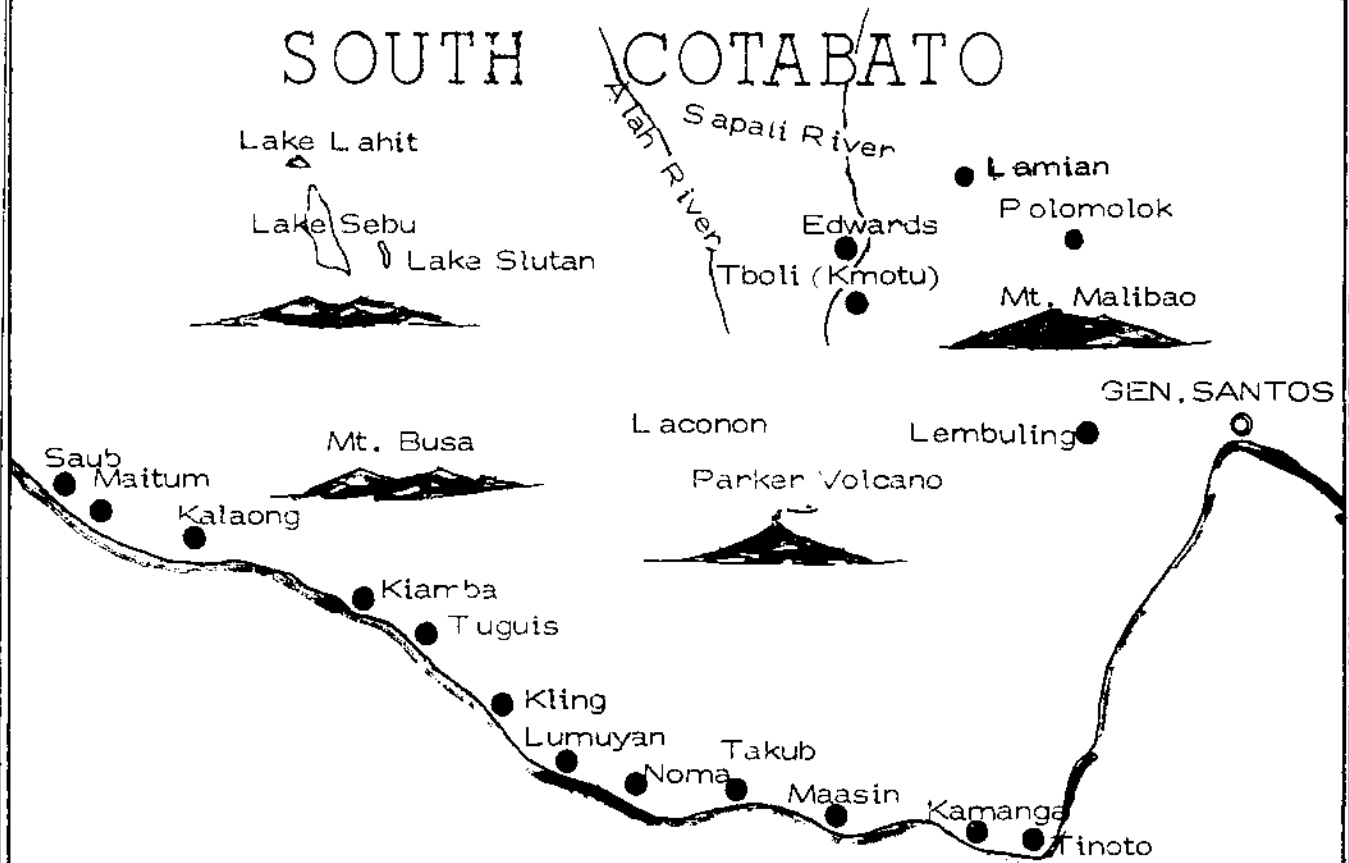 SOUTH COTABATO
Alah River
Sapali River
Lake Lahit
Lamian
Polomolok
Lake Sebu
Edwards
Lake Slutan
Tboli (Kmotu)
Mt. Malibao
GEN. SANTOS
Laconon
Lembuling
Mt. Busa
Saub
Maitum
Parker Volcano
Kalaong
Kiamba
Tuguis
Kling
Lumuyan
Takub
Noma
Maasin
Kamanga
Tinoto